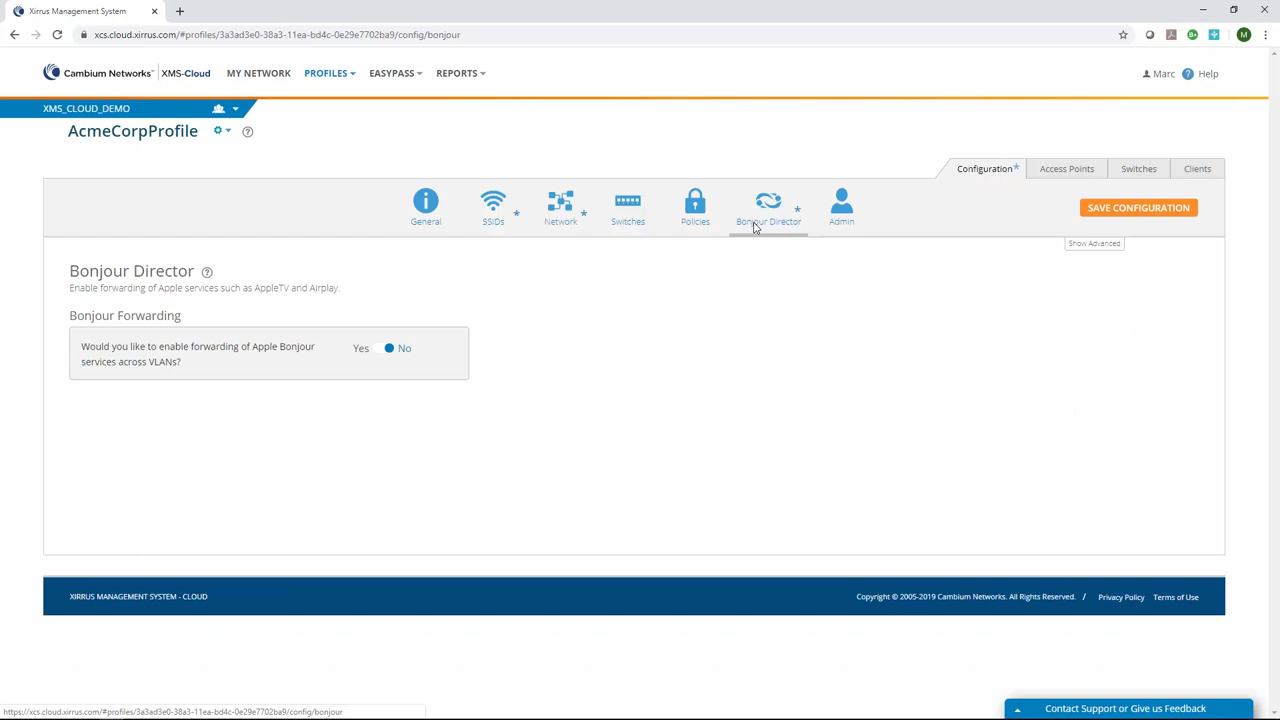 Xirrus Management System
xcs.cloud.xirrus.com/#profiles/3a3ad3e0-38a3-11ea-bd4c-0e29e7702ba9/config/bonjour
M
Cambium Networks™ XMS-Cloud
MY NETWORK
PROFILES
EASYPASS
REPORTS
Marc
? Help
XMS_CLOUD_DEMO
AcmeCorpProfile
?
Configuration*
Access Points
Switches
Clients
General
SSIDs *
Network *
Switches
Policies
Bonjour Director *
Admin
SAVE CONFIGURATION
Show Advanced
Bonjour Director ?
Enable forwarding of Apple services such as AppleTV and Airplay.
Bonjour Forwarding
Would you like to enable forwarding of Apple Bonjour
services across VLANs?
Yes No
XIRRUS MANAGEMENT SYSTEM - CLOUD
Copyright © 2005-2019 Cambium Networks. All Rights Reserved. / Privacy Policy Terms of Use
https://xcs.cloud.xirrus.com/#profiles/3a3ad3e0-38a3-11ea-bd4c-0e29e7702ba9/config/bonjour
Contact Support or Give us Feedback